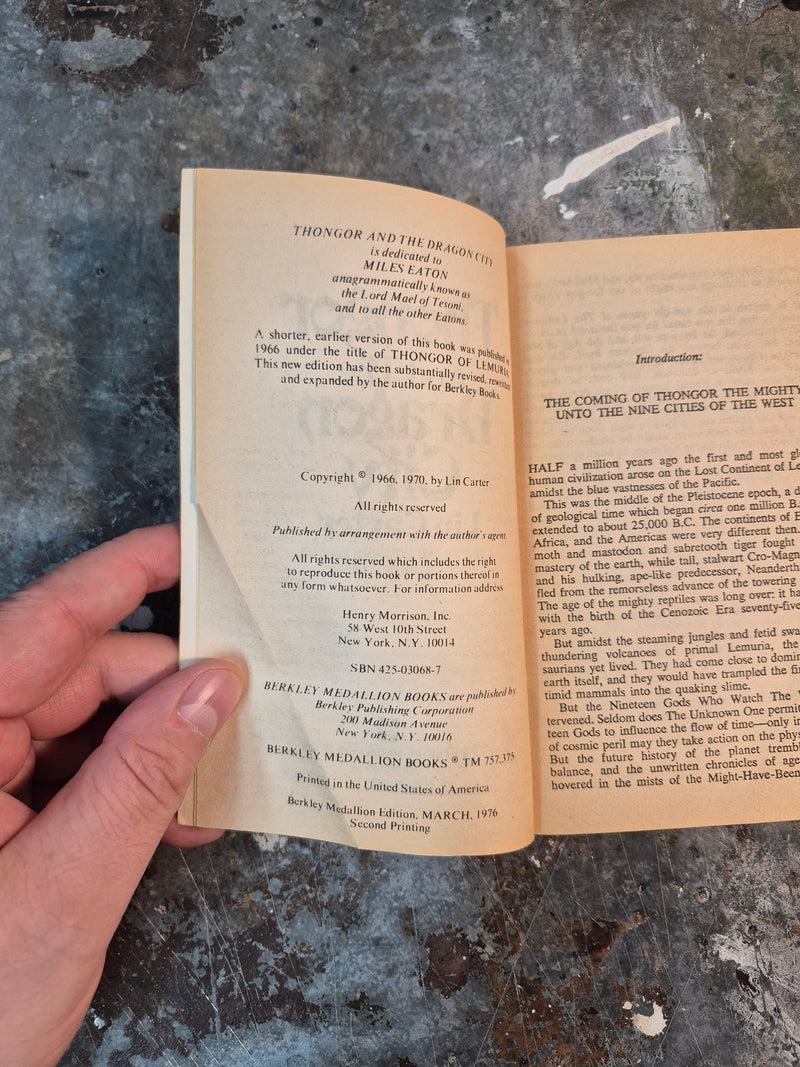 THONGOR AND THE DRAGON CITY
is dedicated to
MILES EATON
anagrammatically known as
the Lord Mael of Tesoni,
and to all the other Eatons.
A shorter, earlier version of this book was published in
1966 under the title of THONGOR OF LEMURIA.
This new edition has been substantially revised, rewritten
and expanded by the author for Berkley Books.
Copyright © 1966, 1970, by Lin Carter
All rights reserved
Published by arrangement with the author's agent.
All rights reserved which includes the right
to reproduce this book or portions thereof in
any form whatsoever. For information address
Henry Morrison, Inc.
58 West 10th Street
New York, N.Y. 10014
SBN 425-03068-7
BERKLEY MEDALLION BOOKS are published by
Berkley Publishing Corporation
200 Madison Avenue
New York, N.Y. 10016
BERKLEY MEDALLION BOOKS ® TM 757,375
Printed in the United States of America
Berkley Medallion Edition, MARCH, 1976
Second Printing
Introduction:
THE COMING OF THONGOR THE MIGHTY
UNTO THE NINE CITIES OF THE WEST
HALF a million years ago the first and most
human civilization arose on the Lost Continent of
amidst the blue vastnesses of the Pacific.
This was the middle of the Pleistocene epoch, a
of geological time which began circa one million B.
extended to about 25,000 B.C. The continents of
Africa, and the Americas were very different then.
moth and mastodon and sabretooth tiger fought
mastery of the earth, while tall, stalwart Cro-Magn
and his hulking, ape-like predecessor, Neanderth
fled from the remorseless advance of the towering
The age of the mighty reptiles was long over: it ha
with the birth of the Cenozoic Era seventy-five
years ago.
But amidst the steaming jungles and fetid swa
thundering volcanoes of primal Lemuria, the
saurians yet lived. They had come close to domin
earth itself, and they would have trampled the fi
timid mammals into the quaking slime.
But the Nineteen Gods Who Watch The
tervened. Seldom does The Unknown One permit
teen Gods to influence the flow of time—only in
of cosmic peril may they take action on the phys
But the future history of the planet trembl
balance, and the unwritten chronicles of age
hovered in the mists of the Might-Have-Been